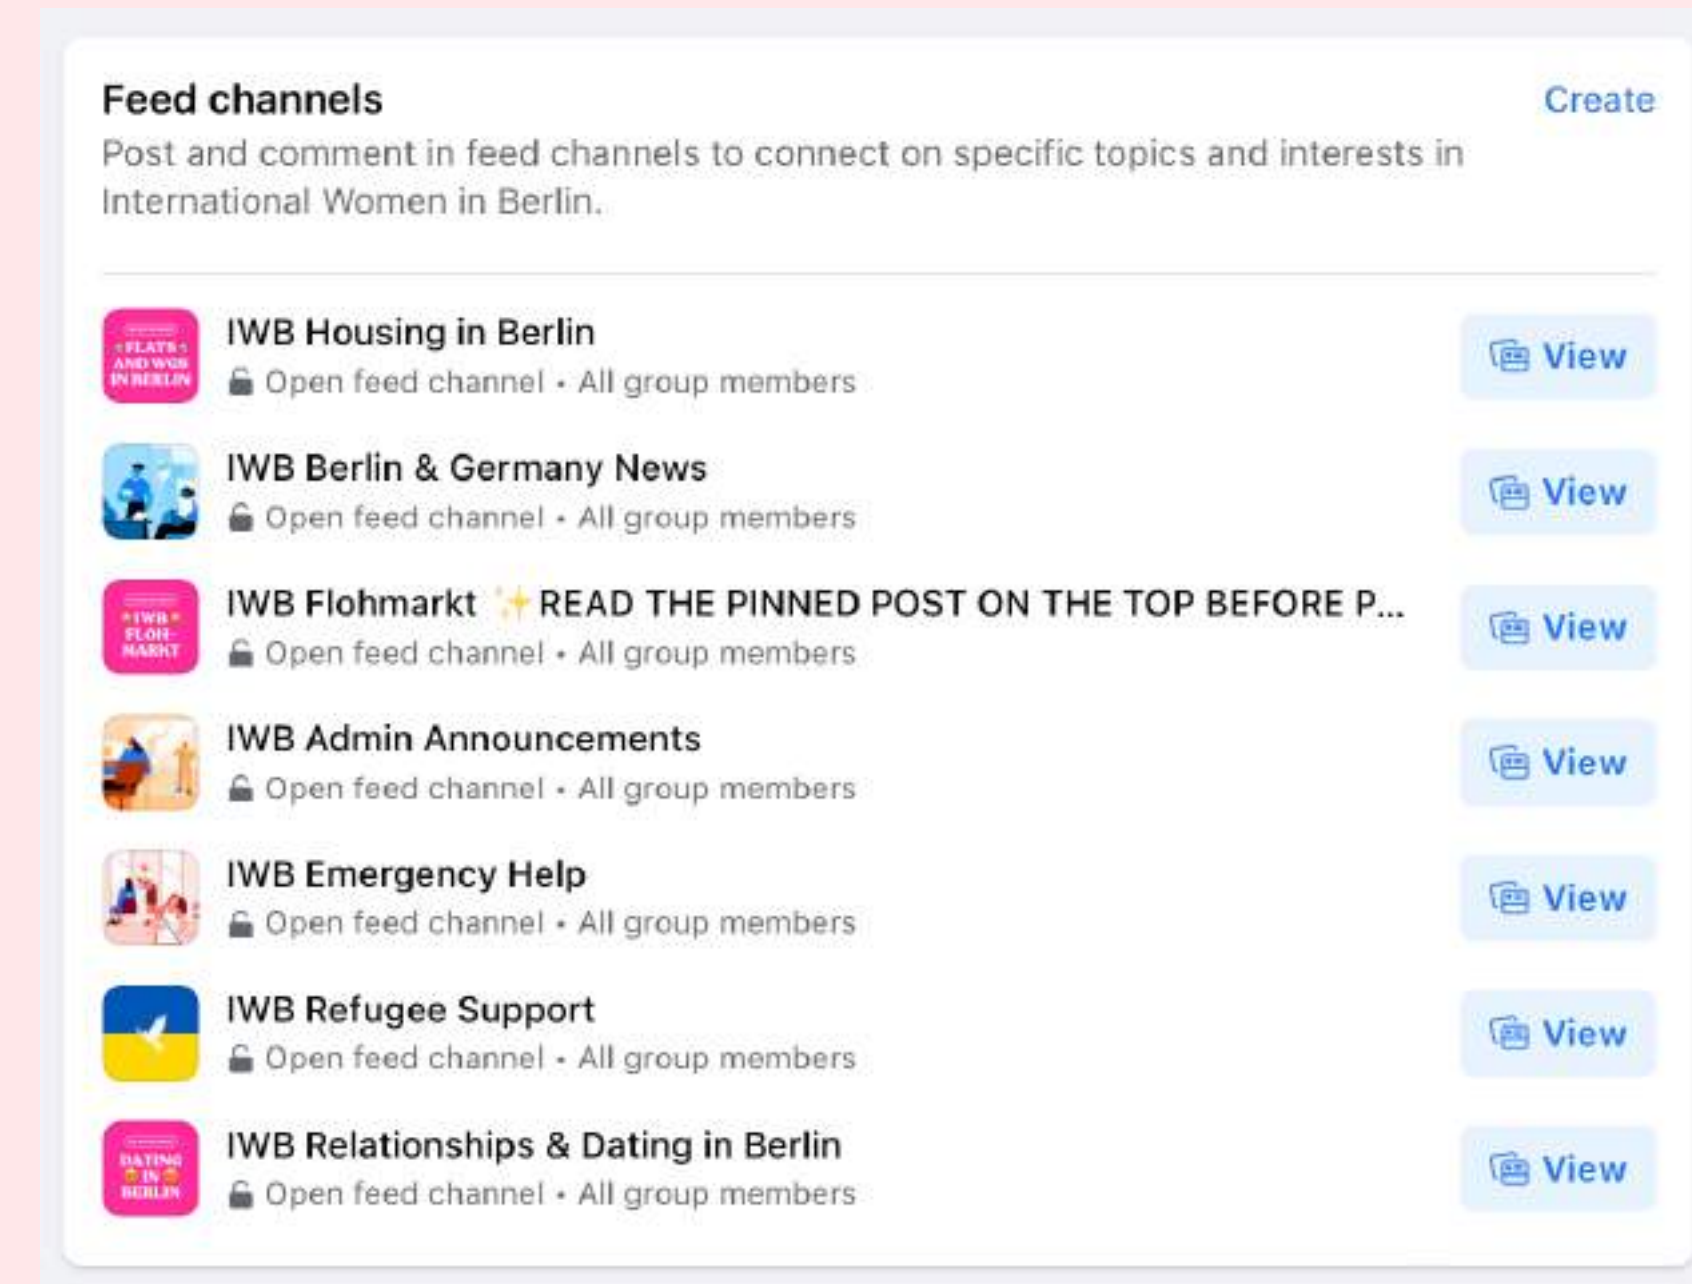 Feed channels
Create
Post and comment in feed channels to connect on specific topics and interests in
International Women in Berlin.
FLATS
AND WGS
IN BERLIN
IWB Housing in Berlin
Open feed channel • All group members
View
IWB Berlin & Germany News
Open feed channel • All group members
View
IWB
FLOH-
MARKT
IWB Flohmarkt ✨READ THE PINNED POST ON THE TOP BEFORE P...
Open feed channel • All group members
View
IWB Admin Announcements
Open feed channel • All group members
View
IWB Emergency Help
Open feed channel • All group members
View
IWB Refugee Support
Open feed channel • All group members
View
DATING
IN
BERLIN
IWB Relationships & Dating in Berlin
Open feed channel • All group members
View